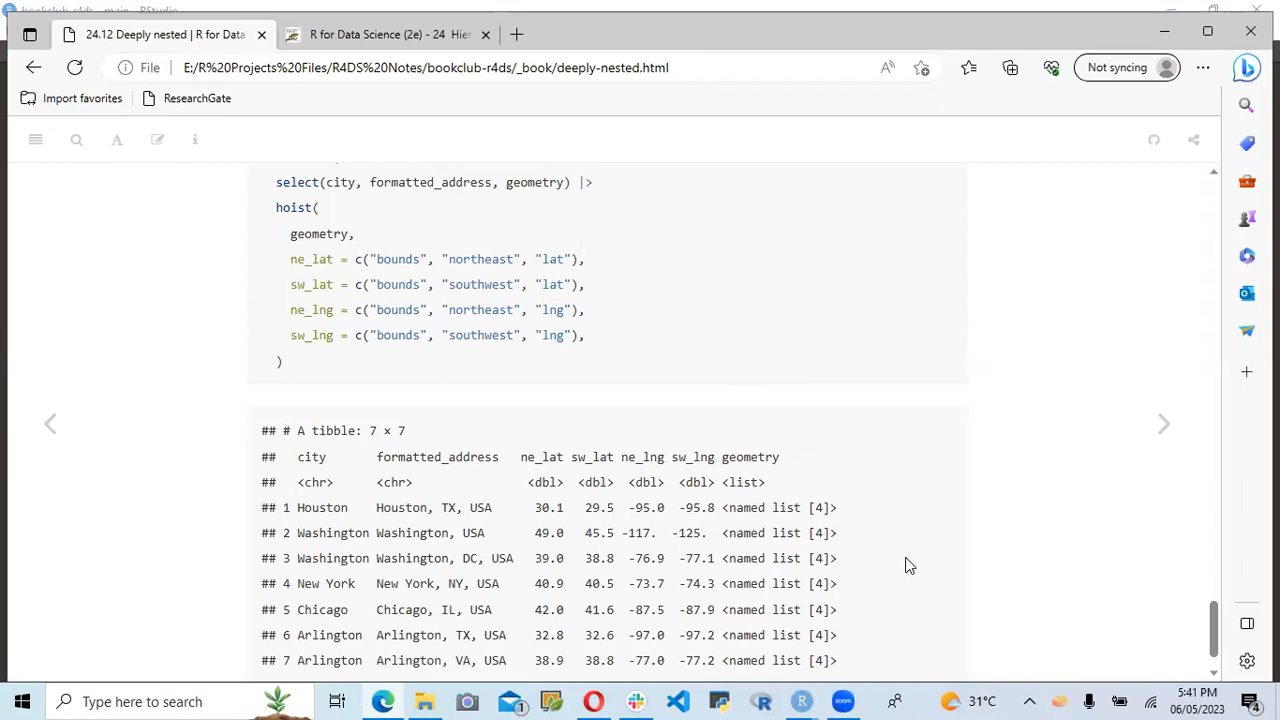 bookclub-r4ds - main - RStudio
24.12 Deeply nested | R for Data
R for Data Science (2e) - 24 Hier
File
E:/R%20Projects%20Files/R4DS%20Notes/bookclub-r4ds/_book/deeply-nested.html
Not syncing
Import favorites
ResearchGate
select(city, formatted_address, geometry) |>
hoist(
geometry,
ne_lat = c("bounds", "northeast", "lat"),
sw_lat = c("bounds", "southwest", "lat"),
ne_lng = c("bounds", "northeast", "lng"),
sw_lng = c("bounds", "southwest", "lng"),
)
## # A tibble: 7 × 7
## city formatted_address ne_lat sw_lat ne_lng sw_lng geometry
## <chr> <chr> <dbl> <dbl> <dbl> <dbl> <list>
## 1 Houston Houston, TX, USA 30.1 29.5 -95.0 -95.8 <named list [4]>
## 2 Washington Washington, USA 49.0 45.5 -117. -125. <named list [4]>
## 3 Washington Washington, DC, USA 39.0 38.8 -76.9 -77.1 <named list [4]>
## 4 New York New York, NY, USA 40.9 40.5 -73.7 -74.3 <named list [4]>
## 5 Chicago Chicago, IL, USA 42.0 41.6 -87.5 -87.9 <named list [4]>
## 6 Arlington Arlington, TX, USA 32.8 32.6 -97.0 -97.2 <named list [4]>
## 7 Arlington Arlington, VA, USA 38.9 38.8 -77.0 -77.2 <named list [4]>
Type here to search
1
zoom
31°C
5:41 PM
06/05/2023
4